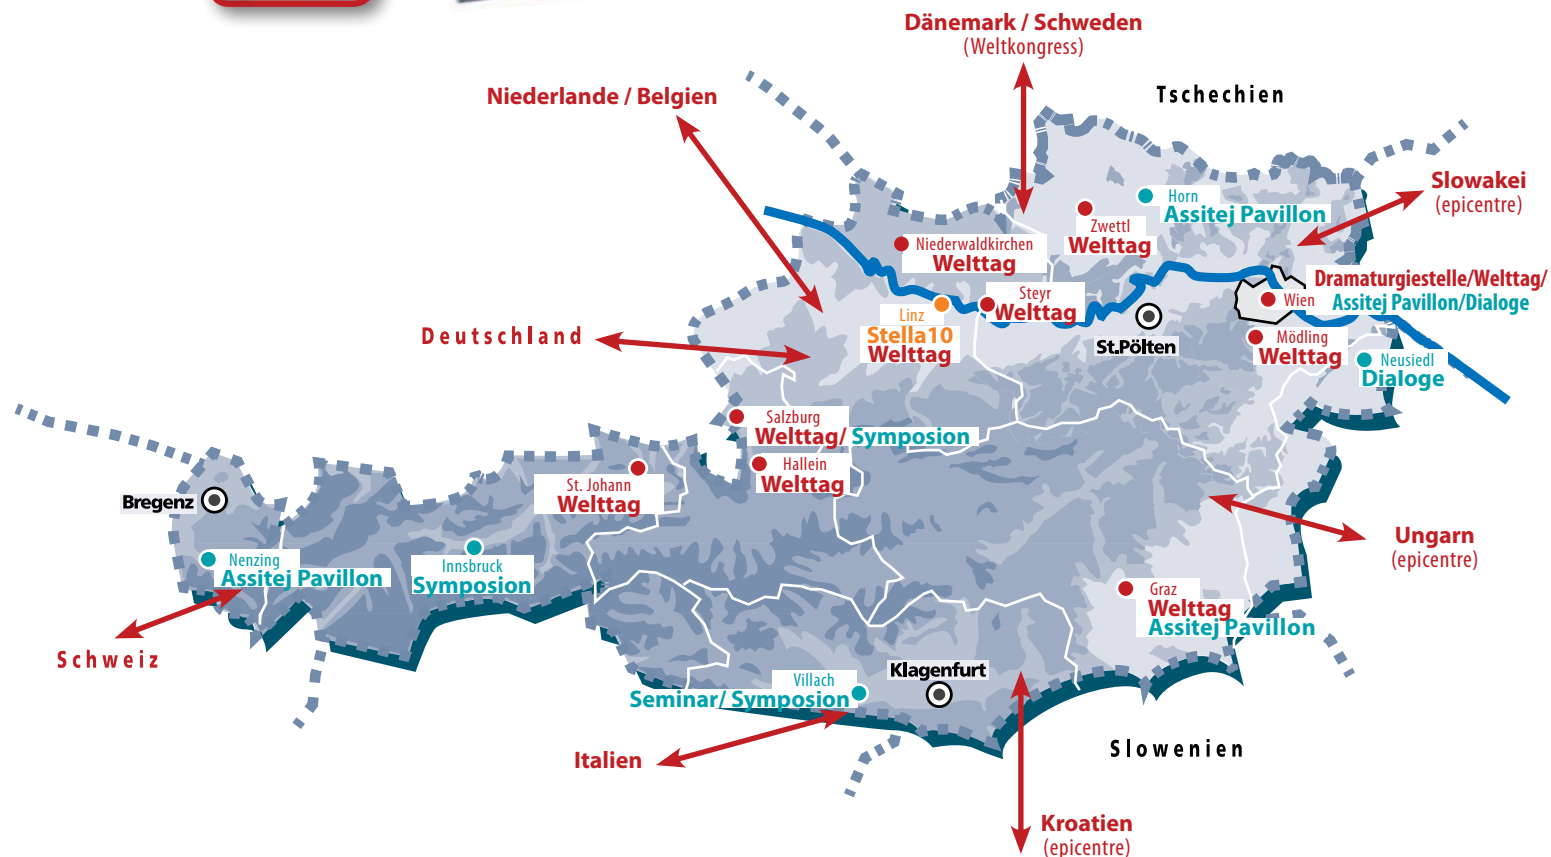 Dänemark / Schweden
(Weltkongress)
Niederlande / Belgien
Tschechien
Slowakei
(epicentre)
Horn
Assitej Pavillon
Zwettl
Welttag
Niederwaldkirchen
Welttag
Dramaturgiestelle/Welttag/
Wien
Assitej Pavillon/Dialoge
Steyr
Welttag
Linz
Stella10
Welttag
Deutschland
St.Pölten
Mödling
Welttag
Neusiedl
Dialoge
Salzburg
Welttag/ Symposion
Hallein
Welttag
St. Johann
Welttag
Bregenz
Ungarn
(epicentre)
Nenzing
Assitej Pavillon
Innsbruck
Symposion
Graz
Welttag
Assitej Pavillon
Schweiz
Klagenfurt
Villach
Seminar/ Symposion
Italien
Slowenien
Kroatien
(epicentre)